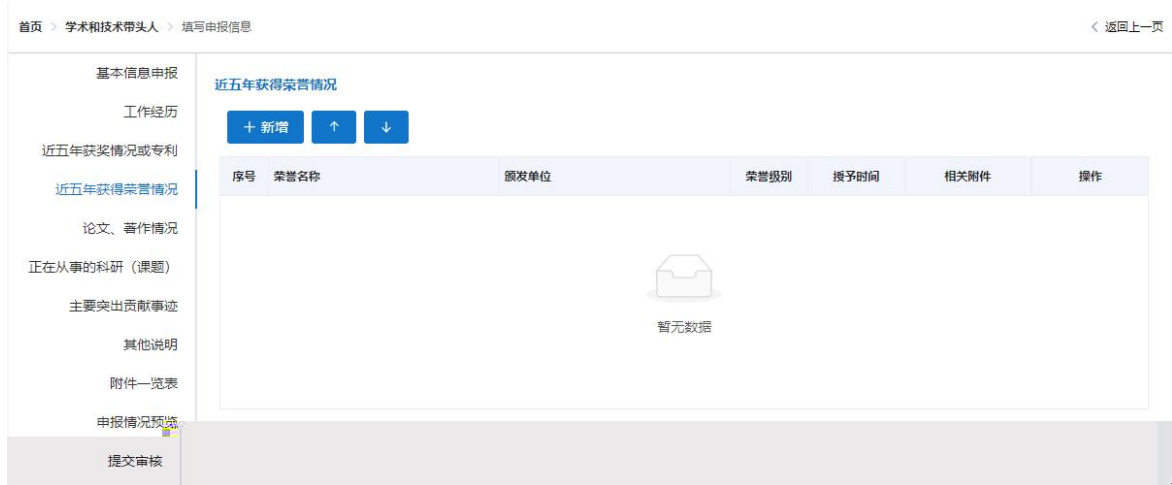 首页 > 学术和技术带头人 > 填写申报信息
< 返回上一页
基本信息申报
工作经历
近五年获奖情况或专利
近五年获得荣誉情况
论文、著作情况
正在从事的科研（课题）
主要突出贡献事迹
其他说明
附件一览表
申报情况预览
提交审核
近五年获得荣誉情况
+ 新增 ↑ ↓
序号 荣誉名称 颁发单位 荣誉级别 授予时间 相关附件 操作
暂无数据